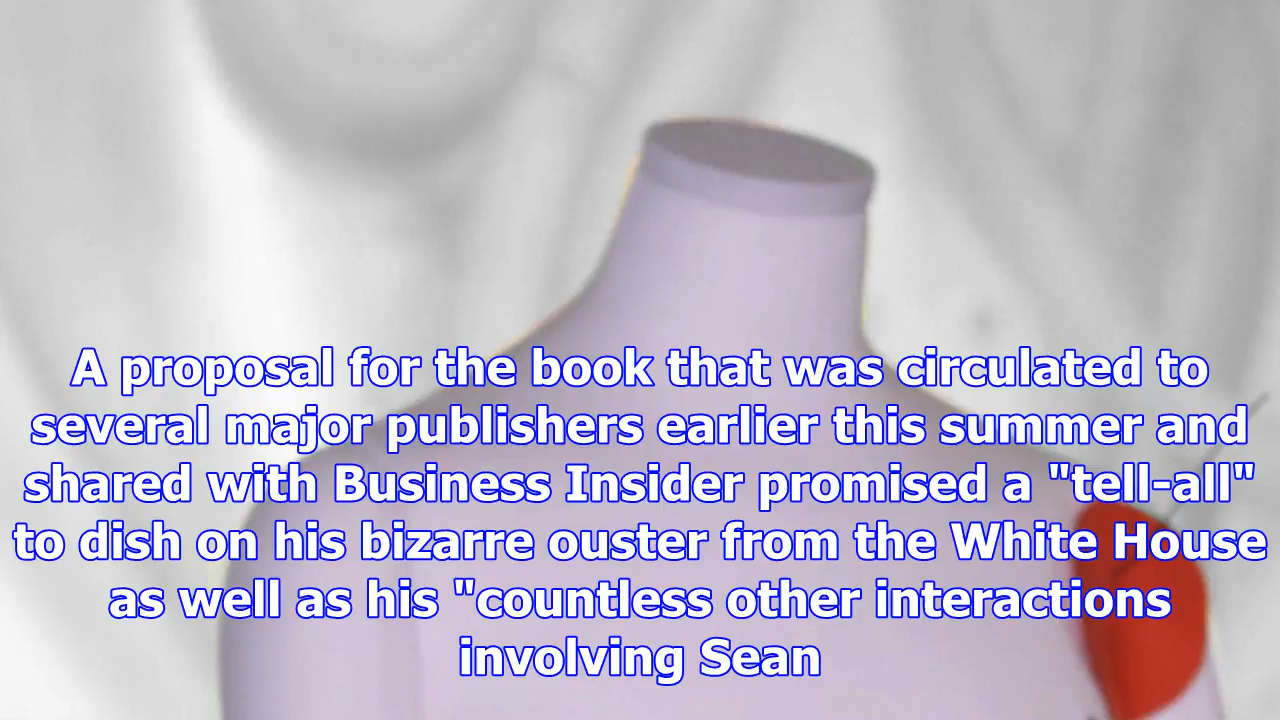 A proposal for the book that was circulated to
several major publishers earlier this summer and
shared with Business Insider promised a "tell-all"
to dish on his bizarre ouster from the White House
as well as his "countless other interactions
involving Sean